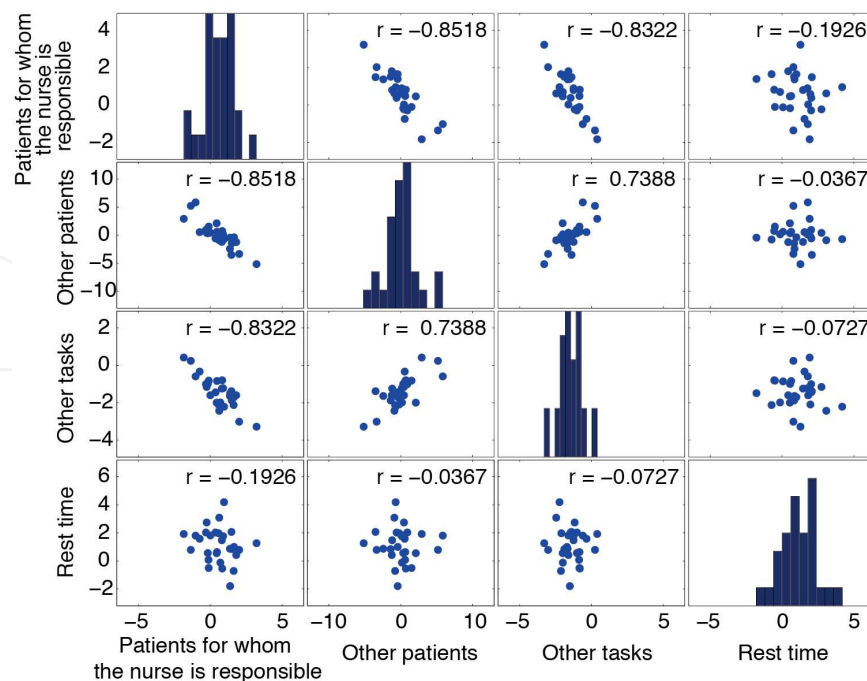 Patients for whom
the nurse is
responsible
4
2
0
−2
r = −0.8518
r = −0.8322
r = −0.1926
Other patients
10
5
0
−5
−10
r = −0.8518
r = 0.7388
r = −0.0367
Other tasks
2
0
−2
−4
r = −0.8322
r = 0.7388
r = −0.0727
Rest time
6
4
2
0
−2
r = −0.1926
r = −0.0367
r = −0.0727
−5 0 5 −10 0 10 −5 0 5 −5 0 5
Patients for whom
the nurse is responsible
Other patients
Other tasks
Rest time